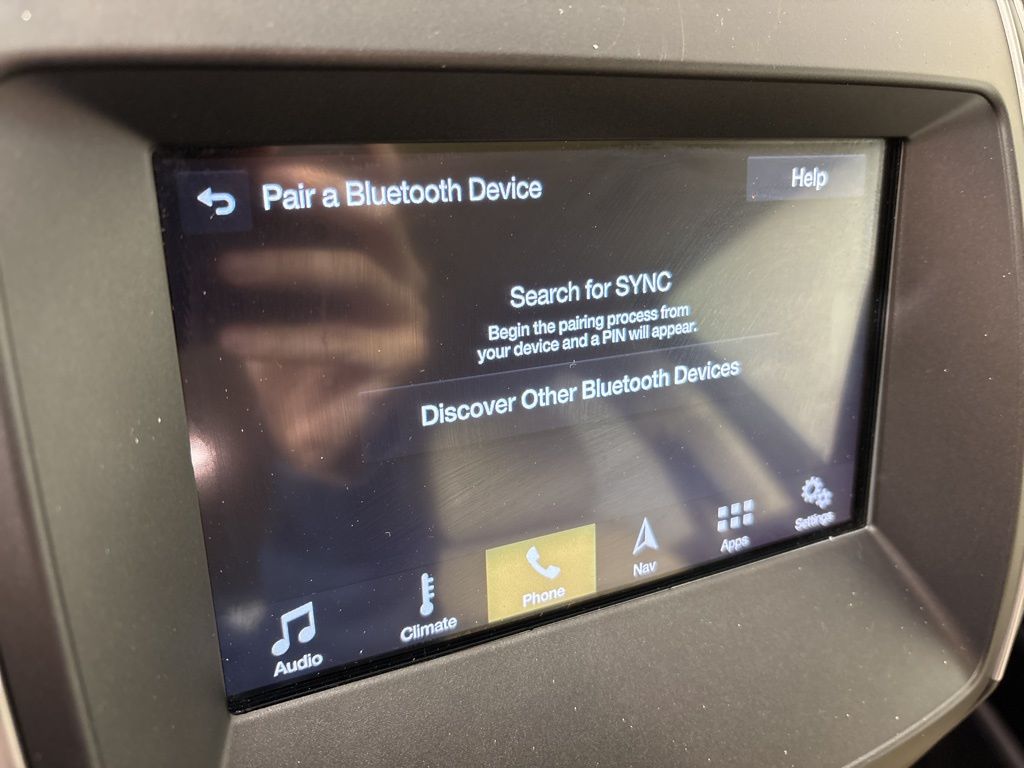 Pair a Bluetooth Device
Help
Search for SYNC
Begin the pairing process from
your device and a PIN will appear.
Discover Other Bluetooth Devices
Audio
Climate
Phone
Nav
Apps
Settings